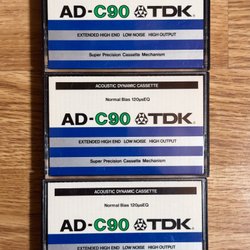 AD-C90 TDK
EXTENDED HIGH END LOW NOISE HIGH OUTPUT
Super Precision Cassette Mechanism
ACOUSTIC DYNAMIC CASSETTE
Normal Bias 120µsEQ
AD-C90 TDK
EXTENDED HIGH END LOW NOISE HIGH OUTPUT
Super Precision Cassette Mechanism
ACOUSTIC DYNAMIC CASSETTE
Normal Bias 120µsEQ
AD-C90 TDK
EXTENDED HIGH END LOW NOISE HIGH OUTPUT